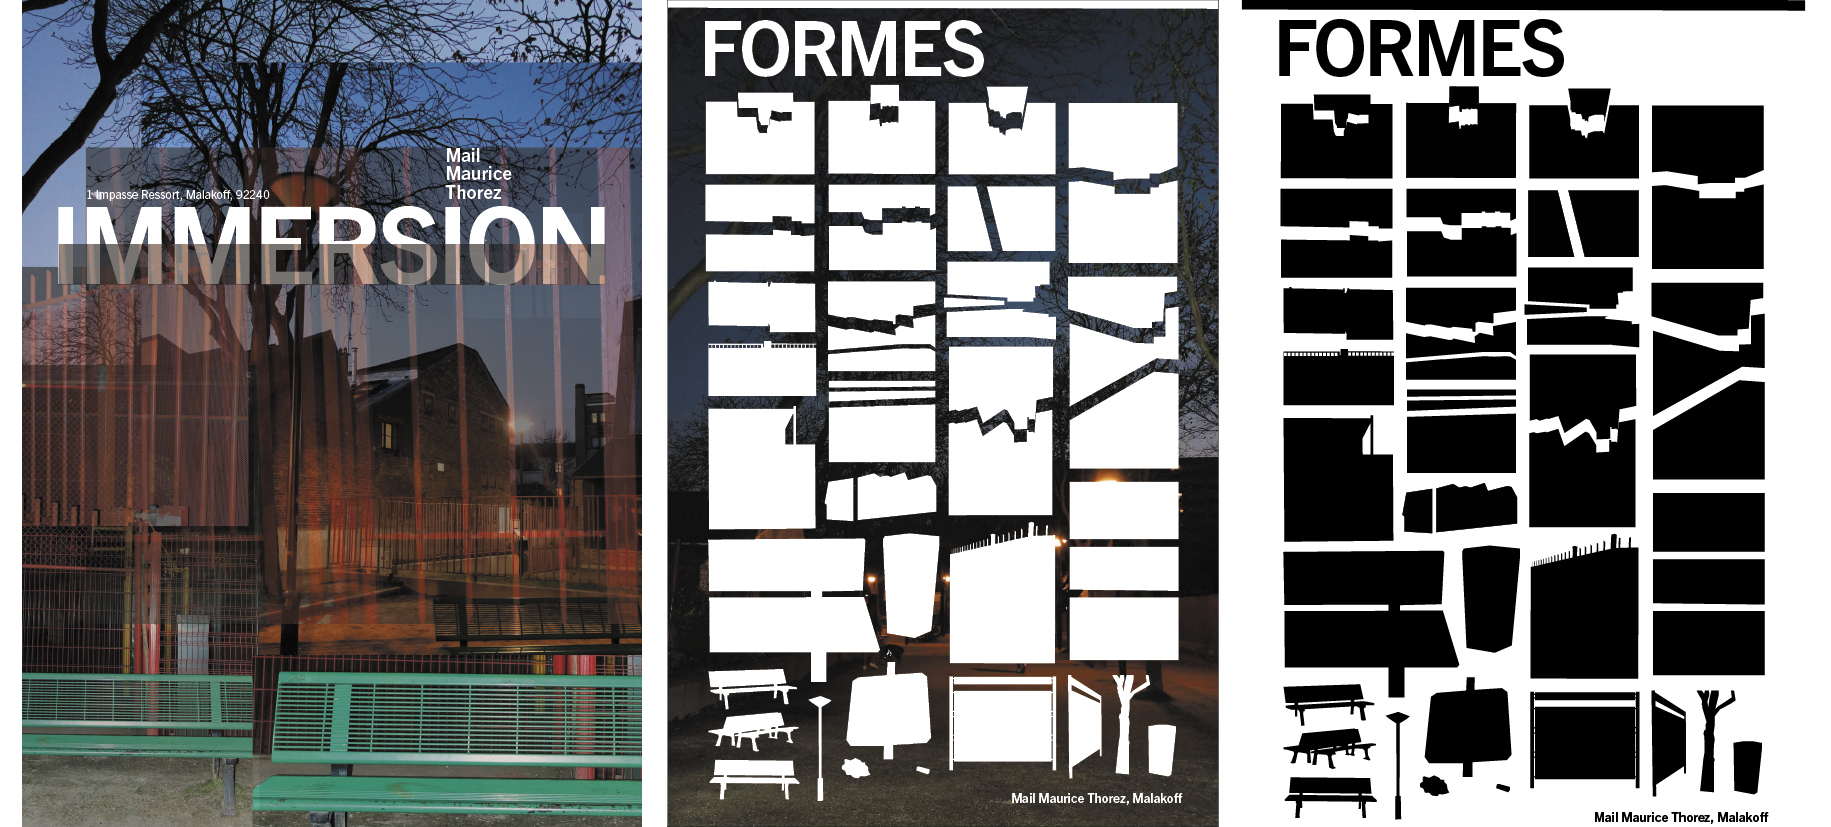 Mail
Maurice
Thorez
1 Impasse Ressort, Malakoff, 92240
IMMERSION
FORMES
Mail Maurice Thorez, Malakoff
FORMES
Mail Maurice Thorez, Malakoff